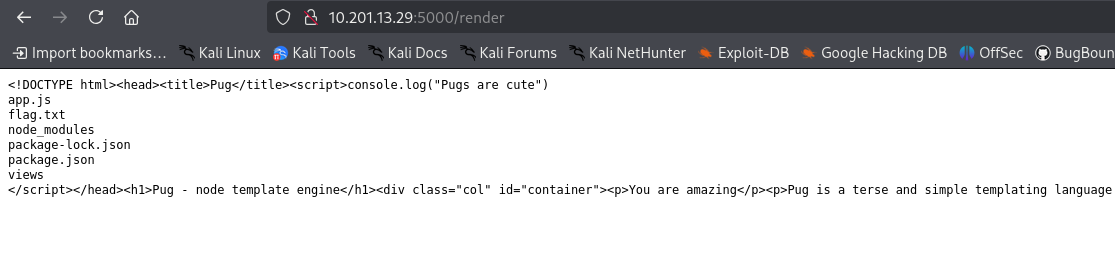 10.201.13.29:5000/render
Import bookmarks… Kali Linux Kali Tools Kali Docs Kali Forums Kali NetHunter Exploit-DB Google Hacking DB OffSec BugBoun
<!DOCTYPE html><head><title>Pug</title><script>console.log("Pugs are cute")
app.js
flag.txt
node_modules
package-lock.json
package.json
views
</script></head><h1>Pug - node template engine</h1><div class="col" id="container"><p>You are amazing</p><p>Pug is a terse and simple templating language